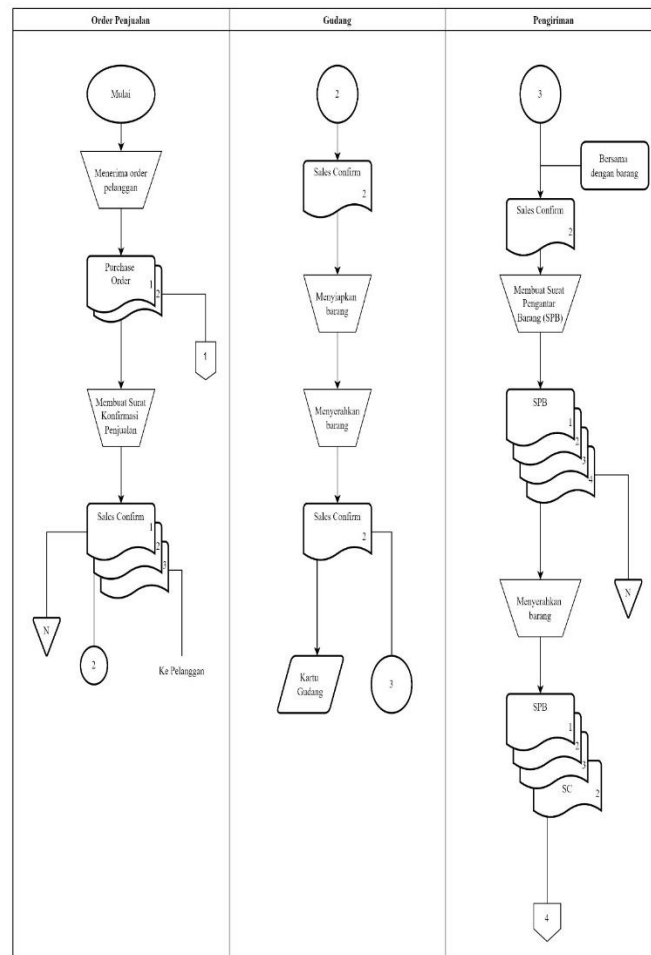 Order Penjualan
Mulai
Menerima order
pelanggan
Purchase
Order
1
2
1
Membuat Surat
Konfirmasi
Penjualan
Sales Confirm
1
2
3
N
2
Ke Pelanggan
Gudang
2
Sales Confirm
2
Menyiapkan
barang
Menyerahkan
barang
Sales Confirm
2
Kartu
Gudang
3
Pengiriman
3
Bersama
dengan barang
Sales Confirm
2
Membuat Surat
Pengantar
Barang (SPB)
SPB
1
2
3
4
N
Menyerahkan
barang
SPB
1
2
3
SC
2
4